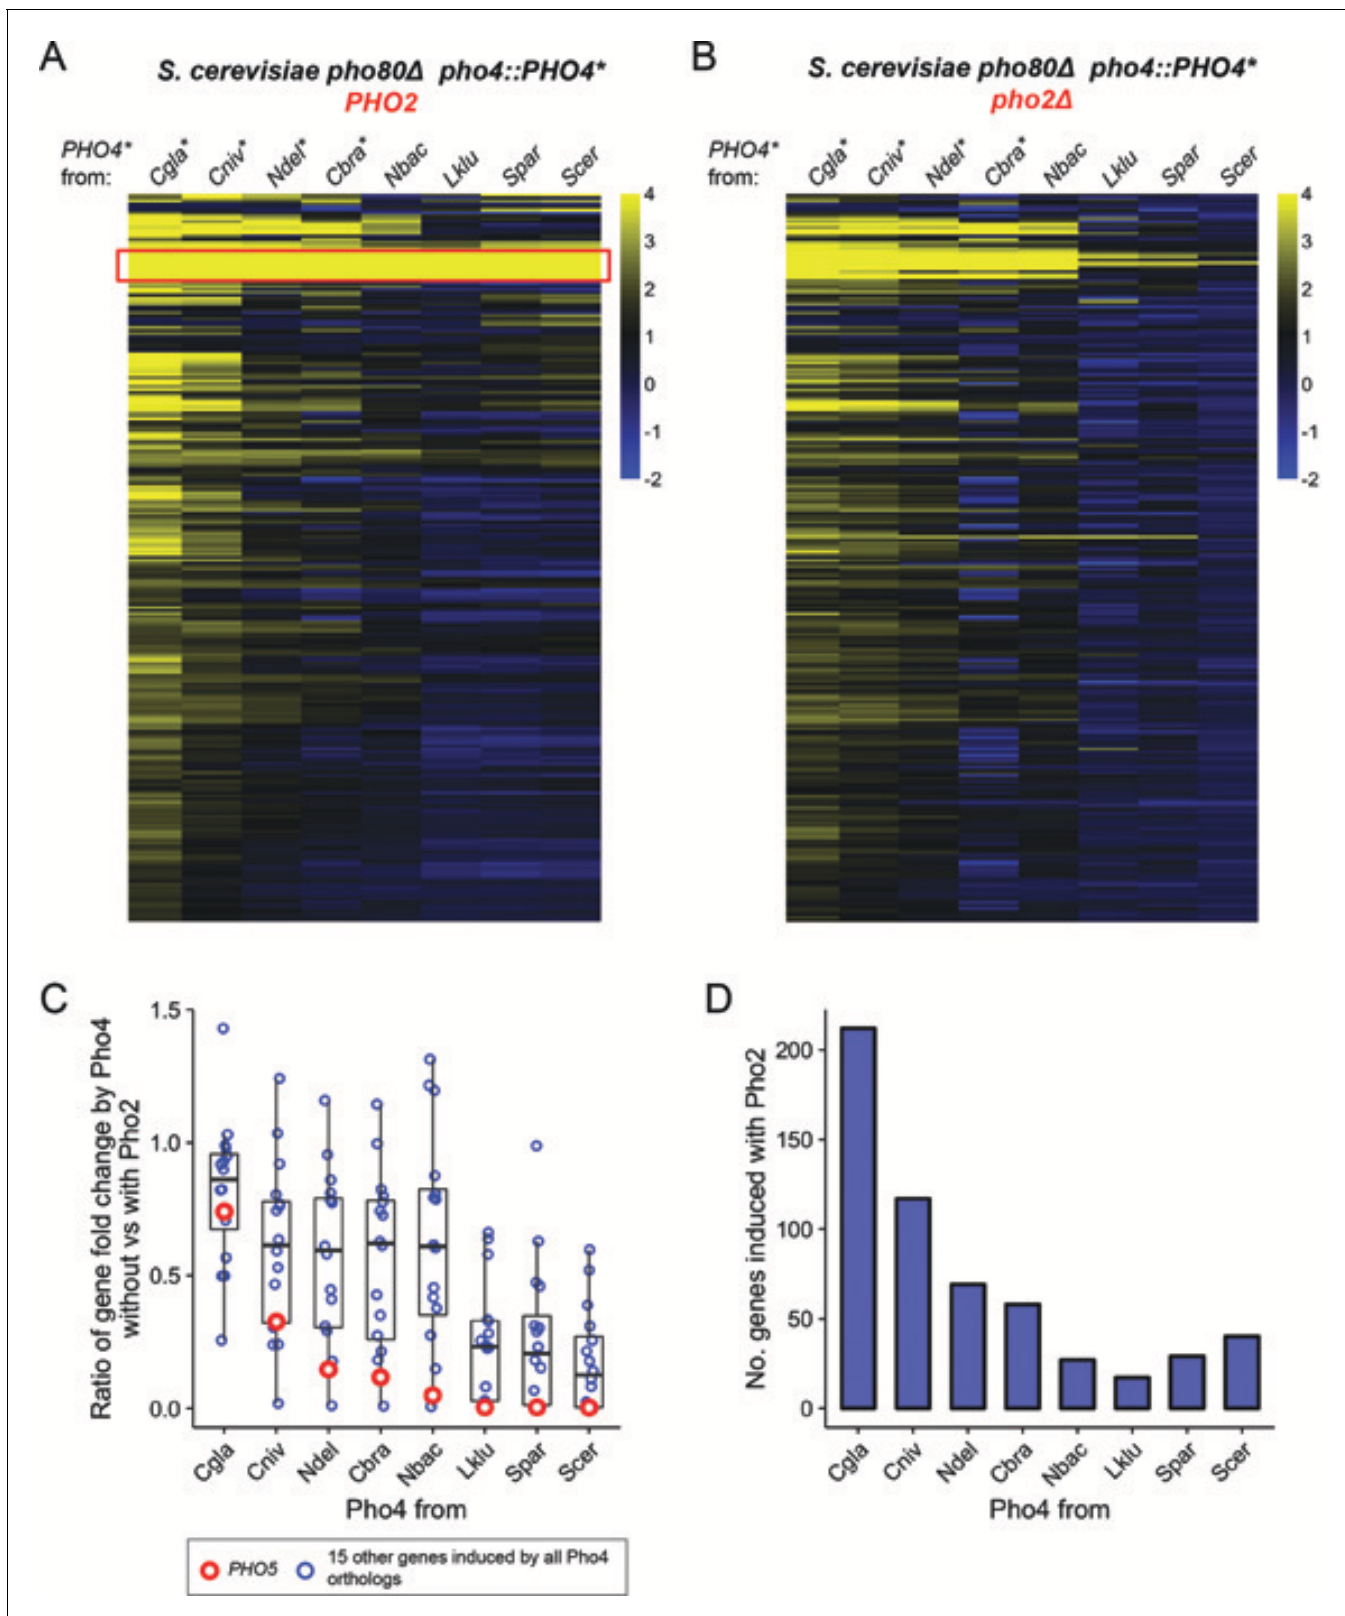 A
S. cerevisiae pho80Δ pho4::PHO4*
PHO2
PHO4*
from:
Cgla* Cniv* Ndel* Cbra* Nbac Lklu Spar Scer
4
3
2
1
0
-1
-2
B
S. cerevisiae pho80Δ pho4::PHO4*
pho2Δ
PHO4*
from:
Cgla* Cniv* Ndel* Cbra* Nbac Lklu Spar Scer
4
3
2
1
0
-1
-2
C
Ratio of gene fold change by Pho4
without vs with Pho2
1.5
1.0
0.5
0.0
Cgla Cniv Ndel Cbra Nbac Lklu Spar Scer
Pho4 from
PHO5
15 other genes induced by all Pho4
orthologs
D
No. genes induced with Pho2
200
150
100
50
0
Cgla Cniv Ndel Cbra Nbac Lklu Spar Scer
Pho4 from